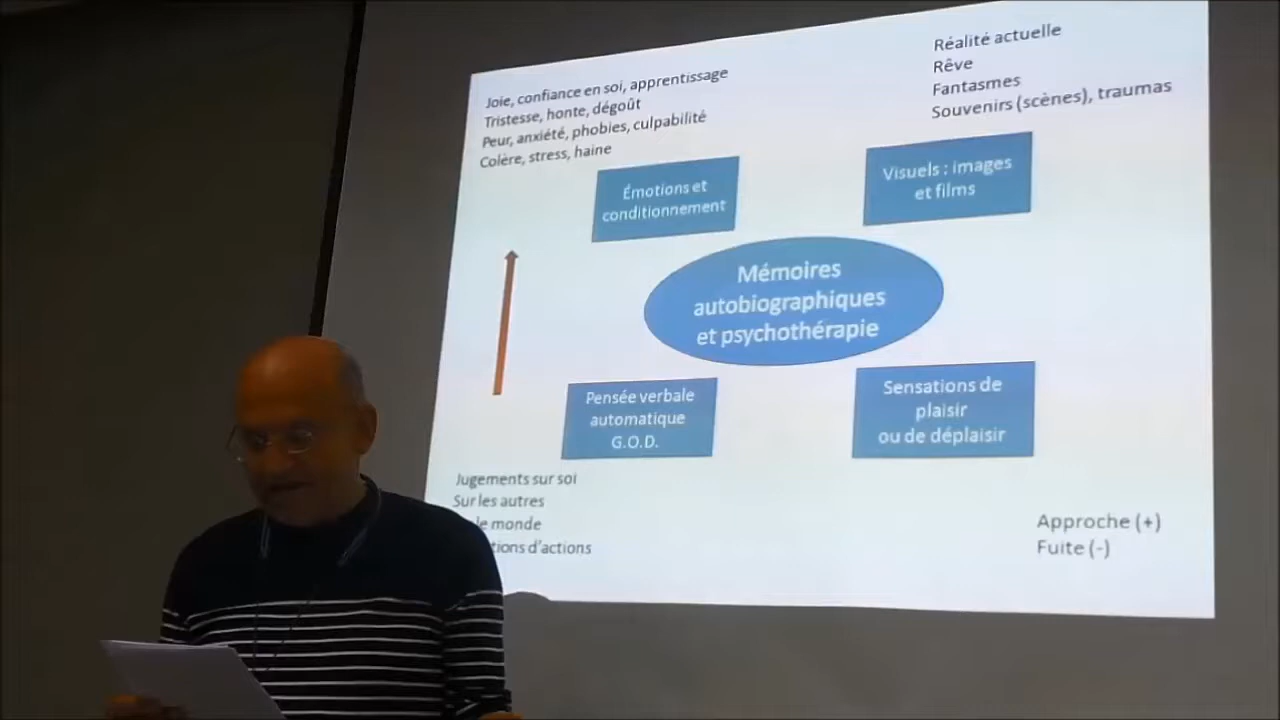 Joie, confiance en soi, apprentissage
Tristesse, honte, dégoût
Peur, anxiété, phobies, culpabilité
Colère, stress, haine
Réalité actuelle
Rêve
Fantasmes
Souvenirs (scènes), traumas
Émotions et
conditionnement
Visuels : images
et films
Mémoires
autobiographiques
et psychothérapie
Pensée verbale
automatique
G.O.D.
Sensations de
plaisir
ou de déplaisir
Jugements sur soi
Sur les autres
le monde
d'actions
Approche (+)
Fuite (-)